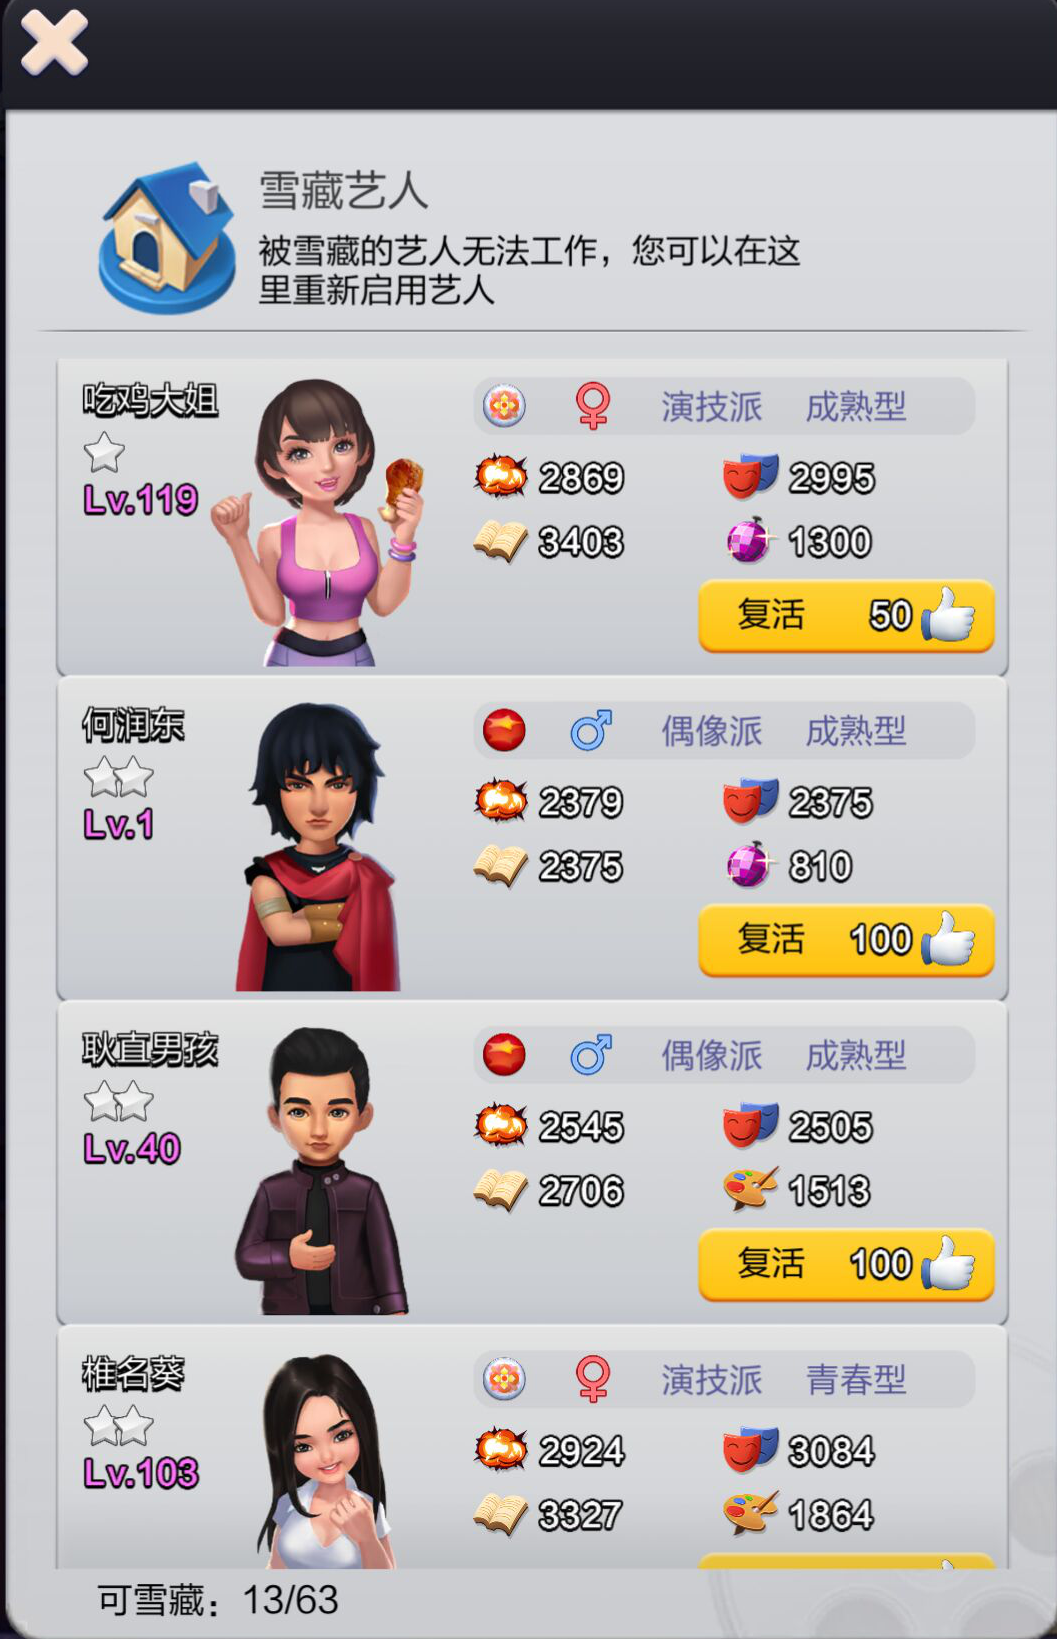 雪藏艺人
被雪藏的艺人无法工作，您可以在这
里重新启用艺人
吃鸡大姐
演技派 成熟型
Lv.119
2869 2995
3403 1300
复活 50
何润东
偶像派 成熟型
Lv.1
2379 2375
2375 810
复活 100
耿直男孩
偶像派 成熟型
Lv.40
2545 2505
2706 1513
复活 100
椎名葵
演技派 青春型
Lv.103
2924 3084
3327 1864
可雪藏：13/63